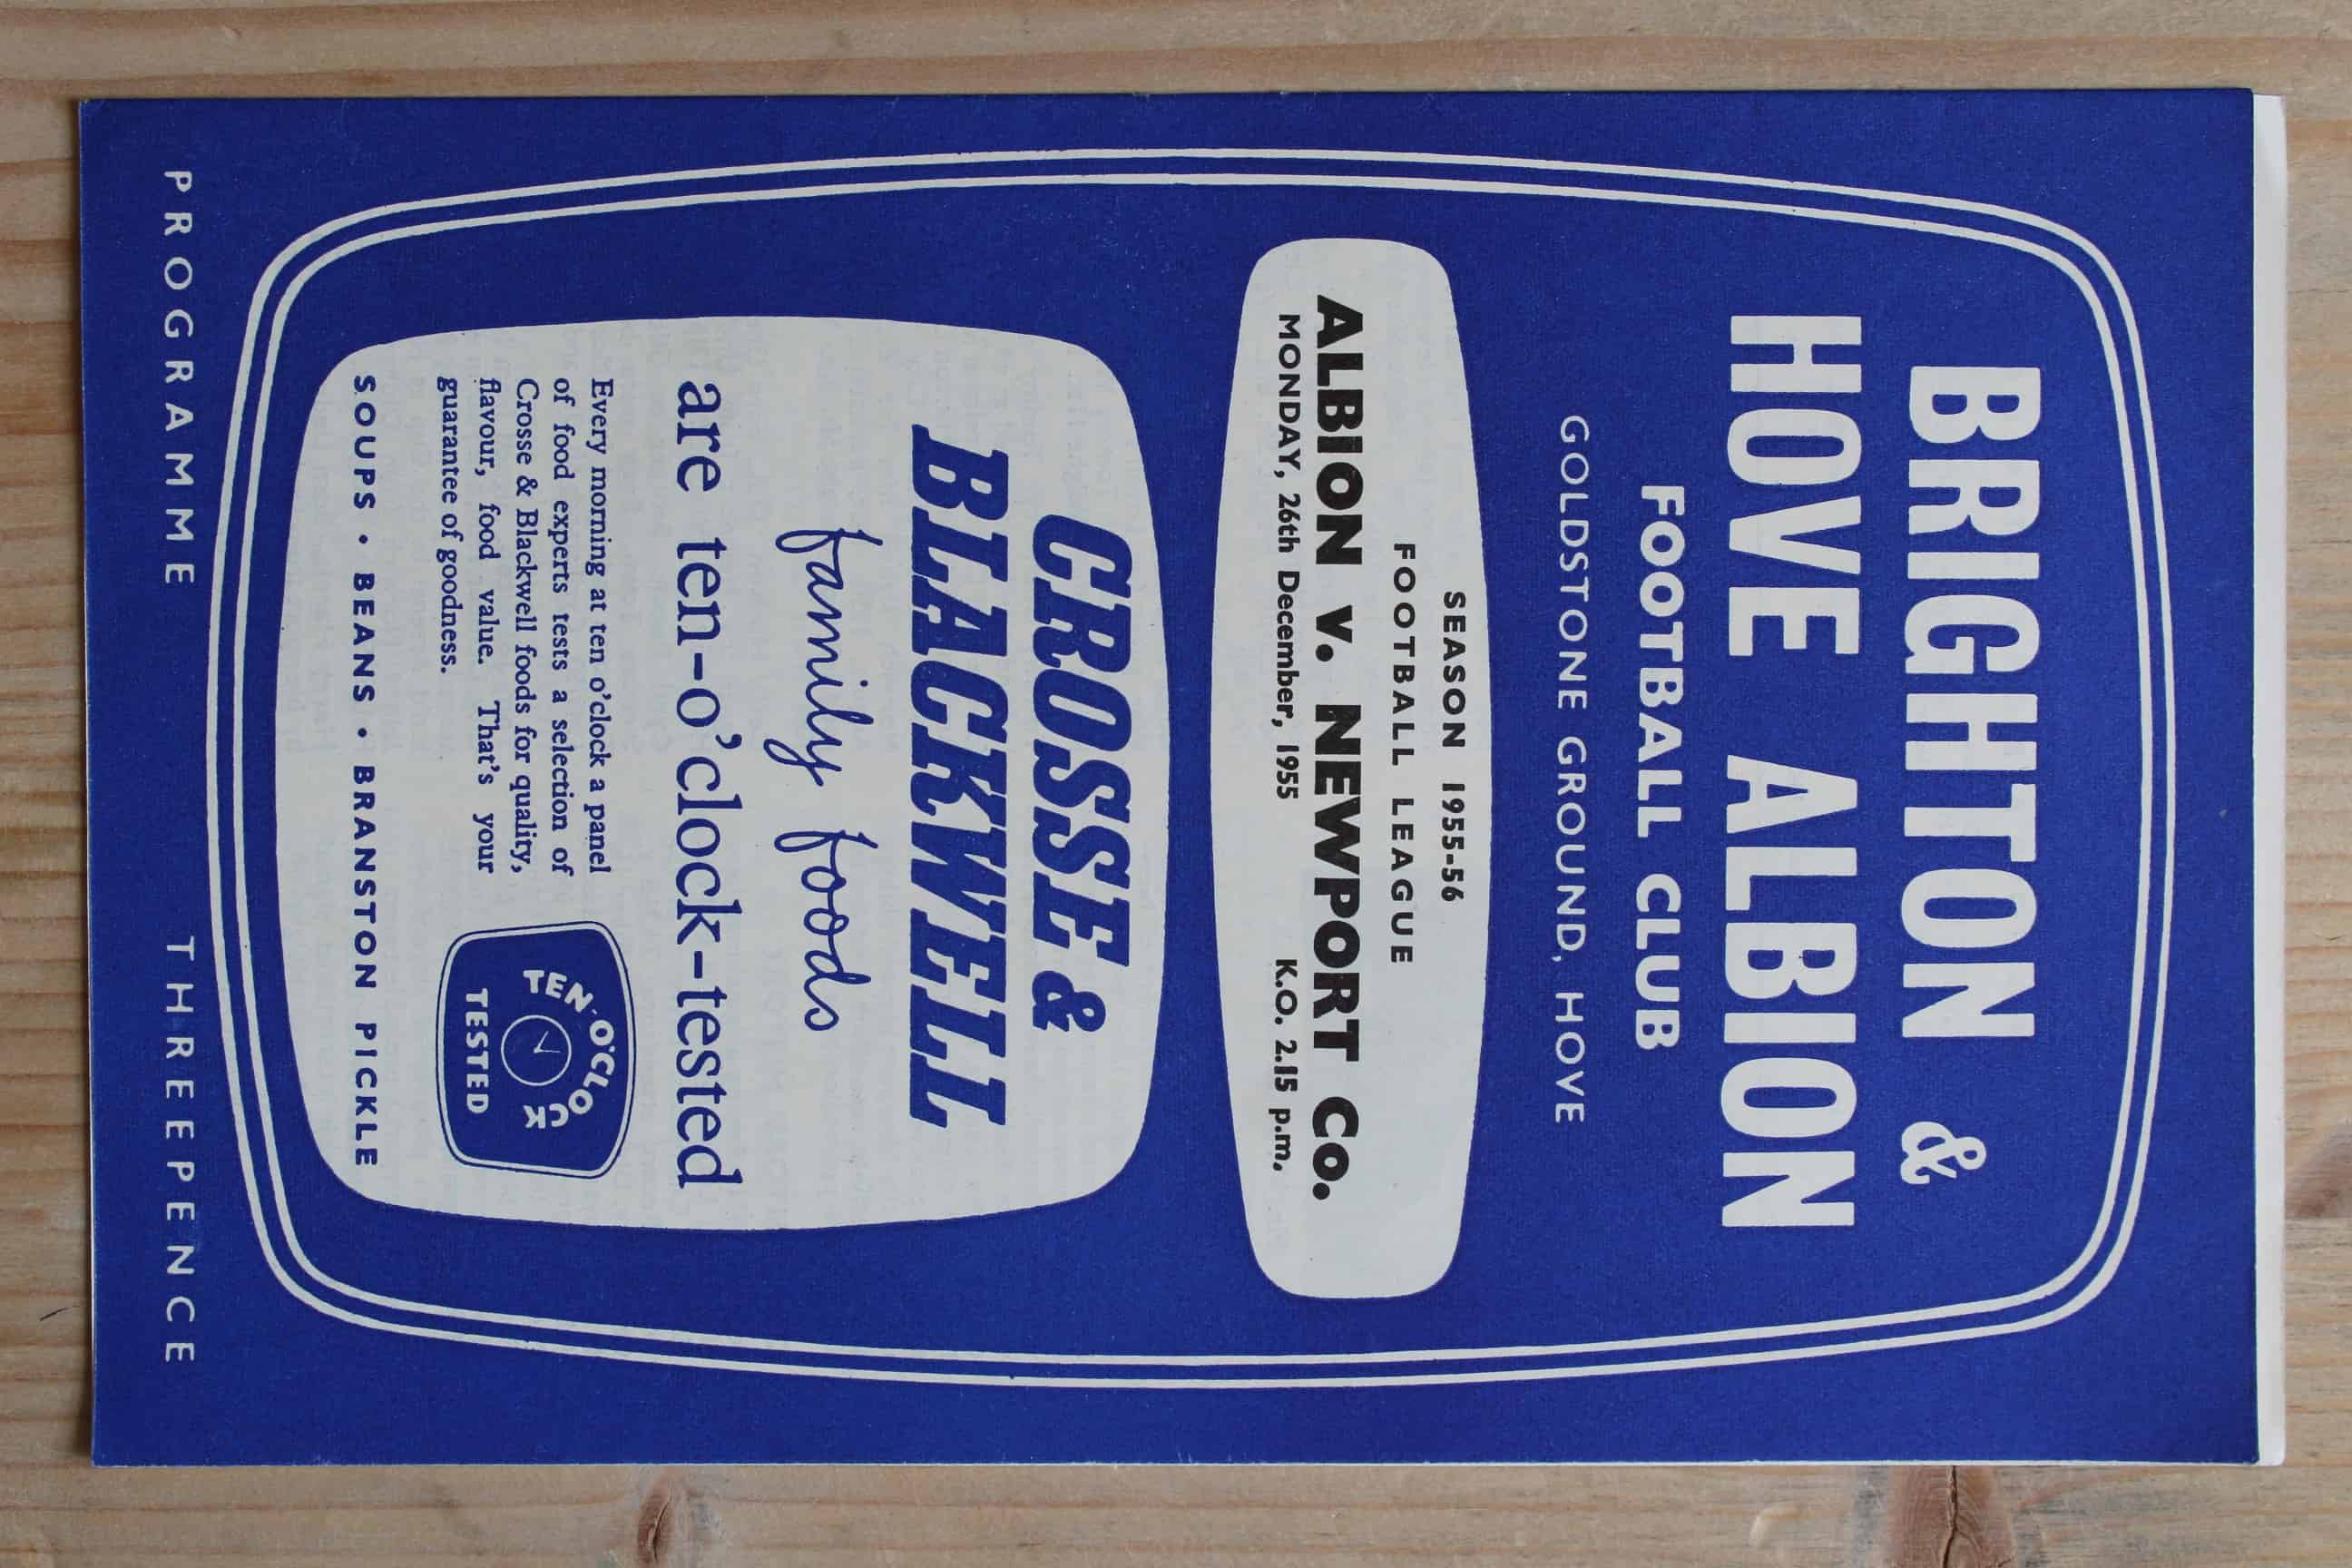 BRIGHTON &
HOVE ALBION
FOOTBALL CLUB
GOLDSTONE GROUND, HOVE
SEASON 1955-56
FOOTBALL LEAGUE
ALBION v. NEWPORT Co.
MONDAY, 26th December, 1955 K.O. 2.15 p.m.
CROSSE &
BLACKWELL
family foods
are ten-o'clock-tested
Every morning at ten o'clock a panel
of food experts tests a selection of
Crosse & Blackwell foods for quality,
flavour, food value. That's your
guarantee of goodness.
TEN-O'CLOCK
TESTED
SOUPS • BEANS • BRANSTON PICKLE
PROGRAMME THREEPENCE